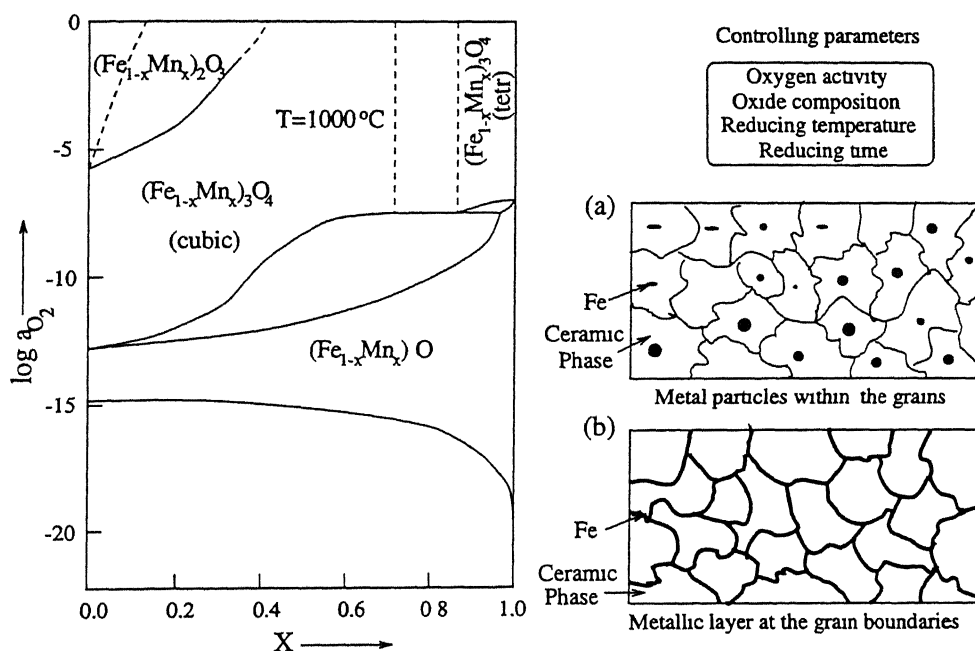 0
-5
-10
-15
-20
log a_O2
0.0 0.2 0.4 0.6 0.8 1.0
X
(Fe1-xMnx)2O3
T=1000 °C
(Fe1-xMnx)3O4
(tetr)
(Fe1-xMnx)3O4
(cubic)
(Fe1-xMnx) O
Controlling parameters
Oxygen activity
Oxide composition
Reducing temperature
Reducing time
(a)
Fe
Ceramic
Phase
Metal particles within the grains
(b)
Fe
Ceramic
Phase
Metallic layer at the grain boundaries